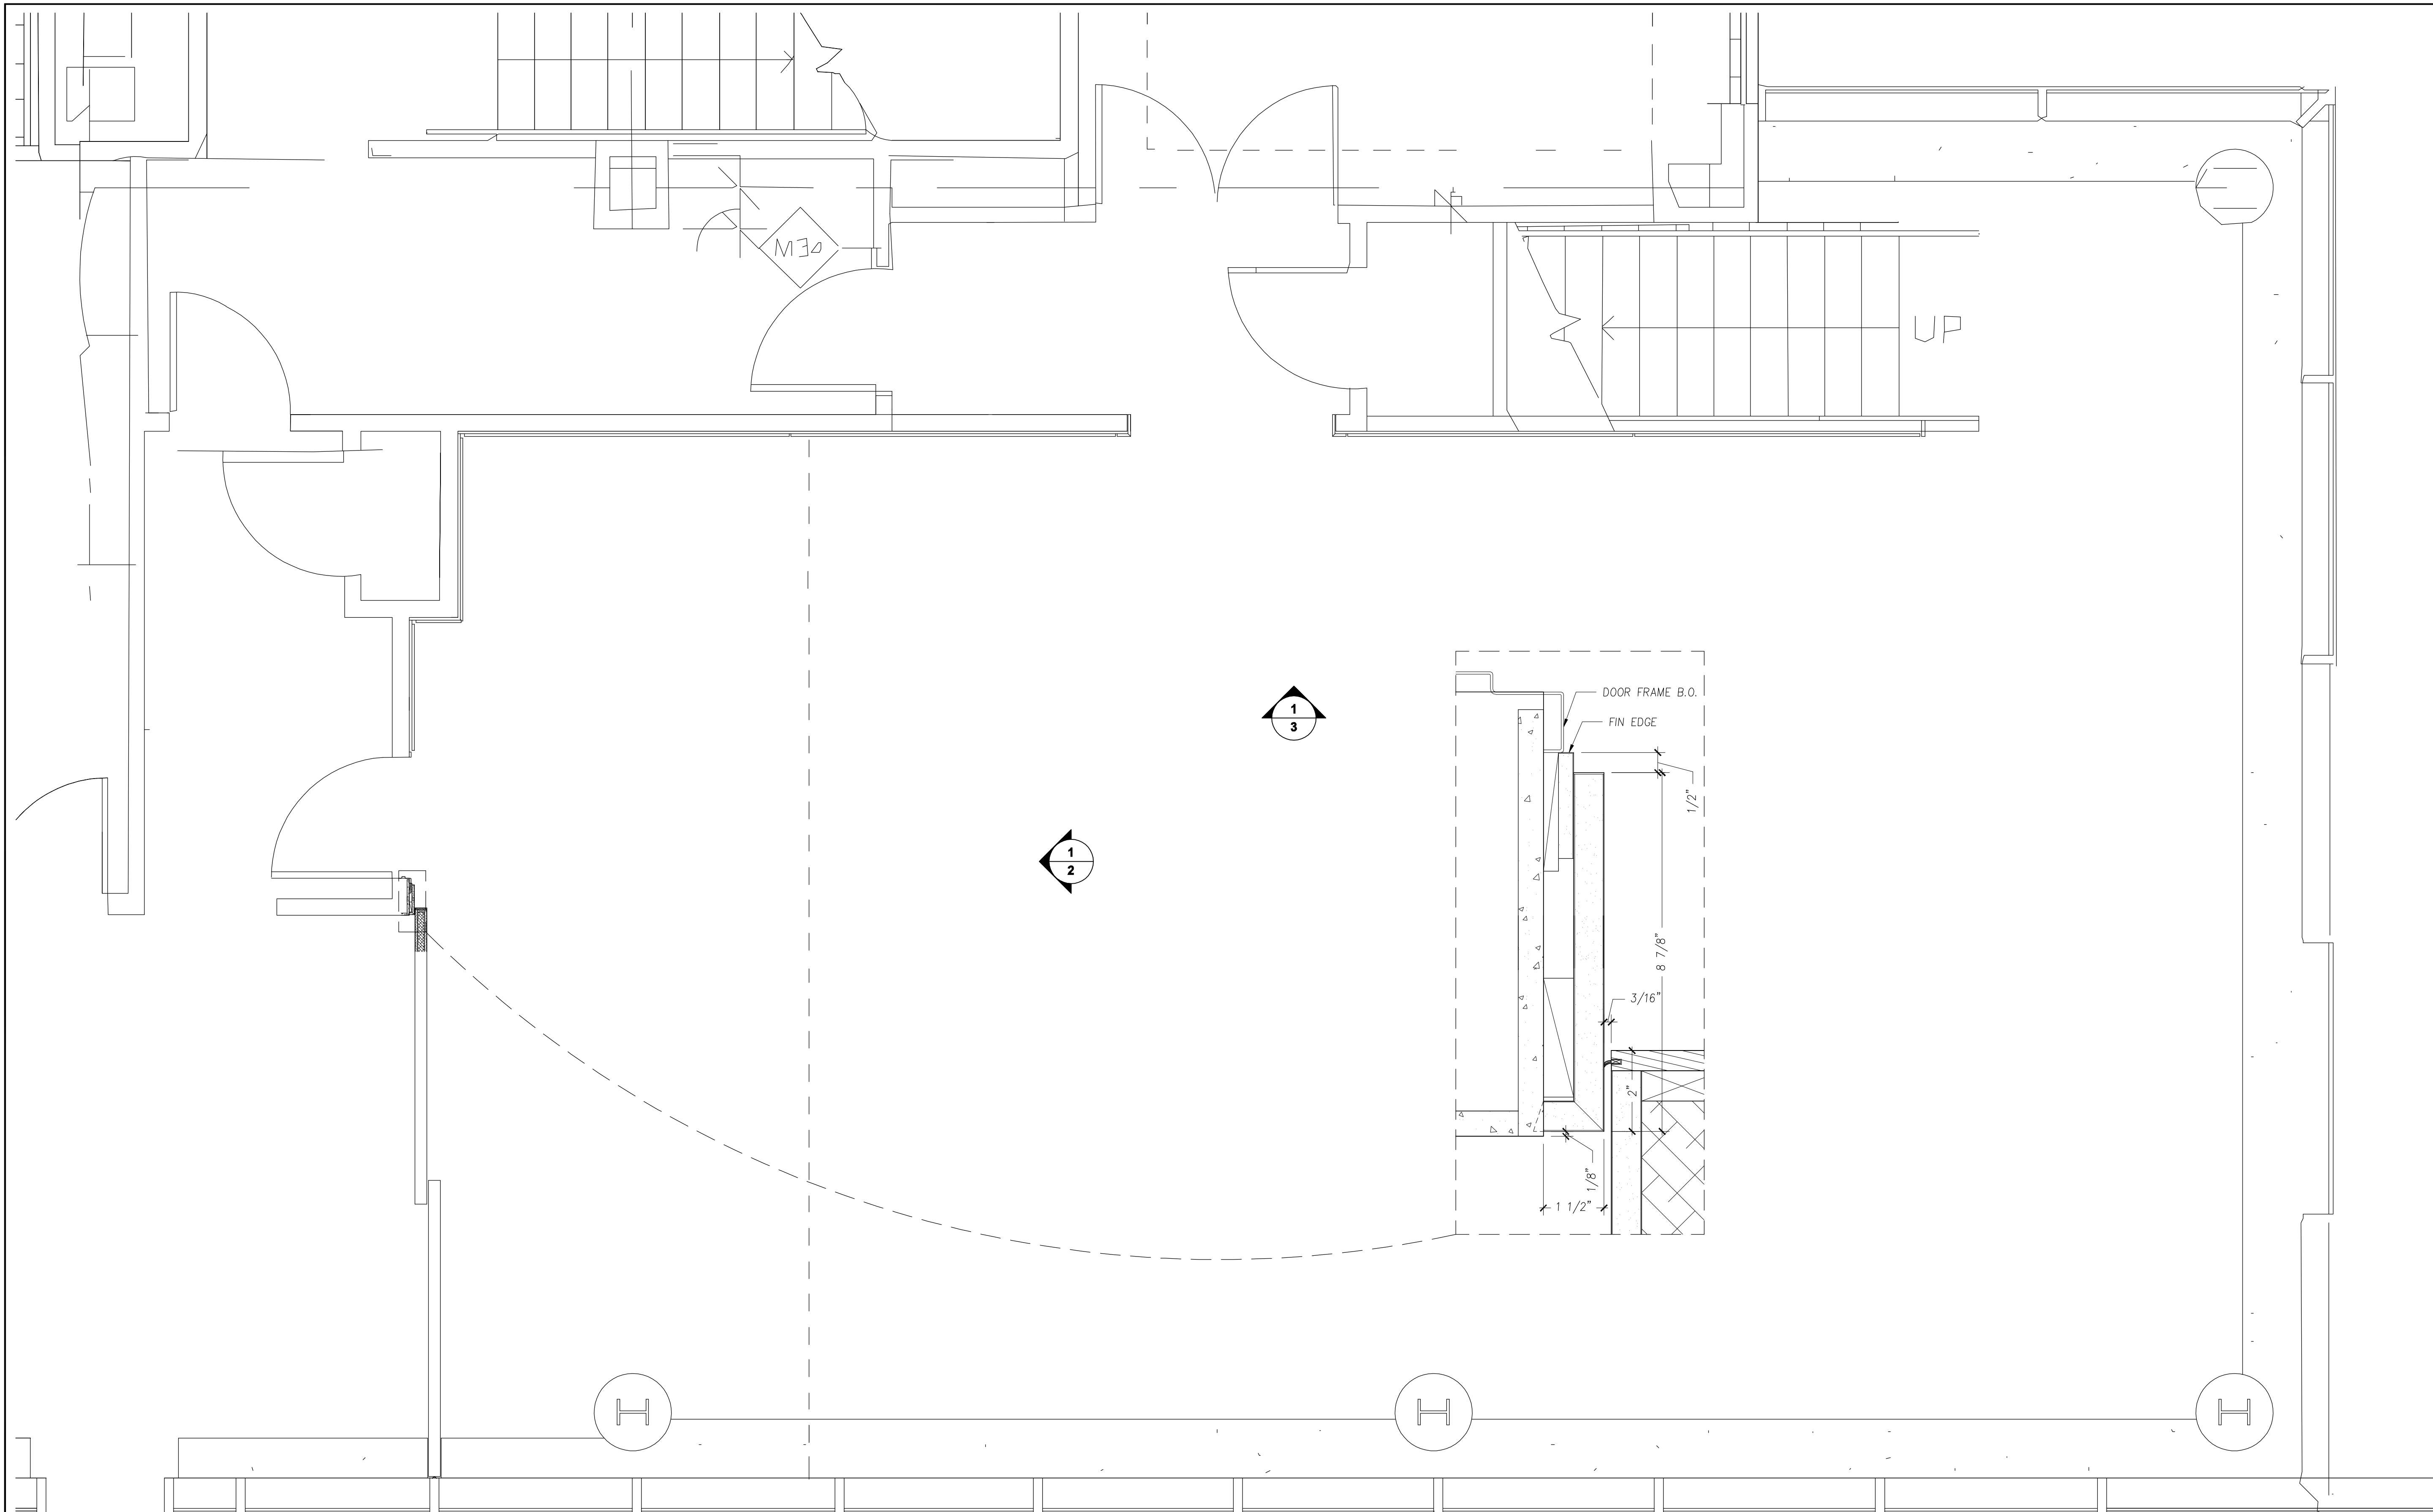 UP
DOOR FRAME B.O.
FIN EDGE
1
3
1/2"
1
2
8 7/8"
3/16"
2"
1/8"
1 1/2"
H
H
H